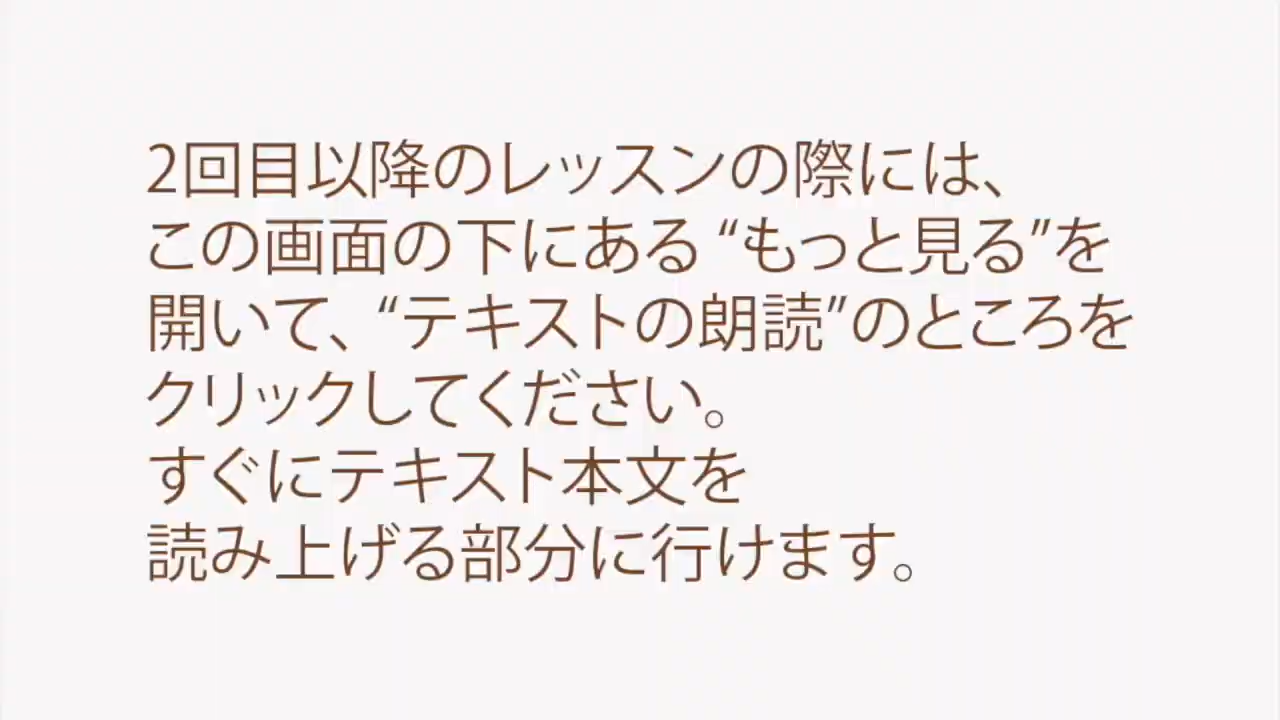 2回目以降のレッスンの際には、
この画面の下にある“もっと見る”を
開いて、“テキストの朗読”のところを
クリックしてください。
すぐにテキスト本文を
読み上げる部分に行けます。